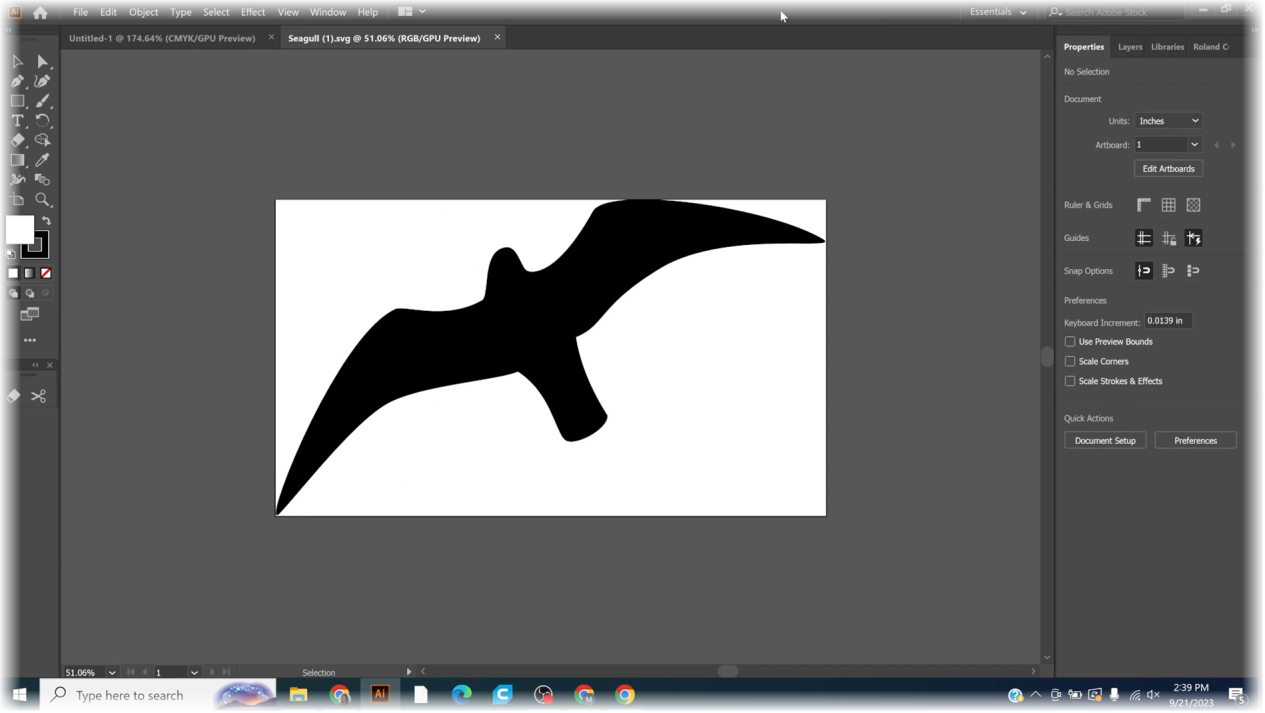 Ai File Edit Object Type Select Effect View Window Help Essentials Search Adobe Stock
Untitled-1 @ 174.64% (CMYK/GPU Preview) × Seagull (1).svg @ 51.06% (RGB/GPU Preview) ×
Properties Layers Libraries Roland C
No Selection
Document
Units: Inches
Artboard: 1
Edit Artboards
Ruler & Grids
Guides
Snap Options
Preferences
Keyboard Increment: 0.0139 in
Use Preview Bounds
Scale Corners
Scale Strokes & Effects
Quick Actions
Document Setup Preferences
51.06% 1 Selection
Type here to search Ai
2:39 PM
9/21/2023
5